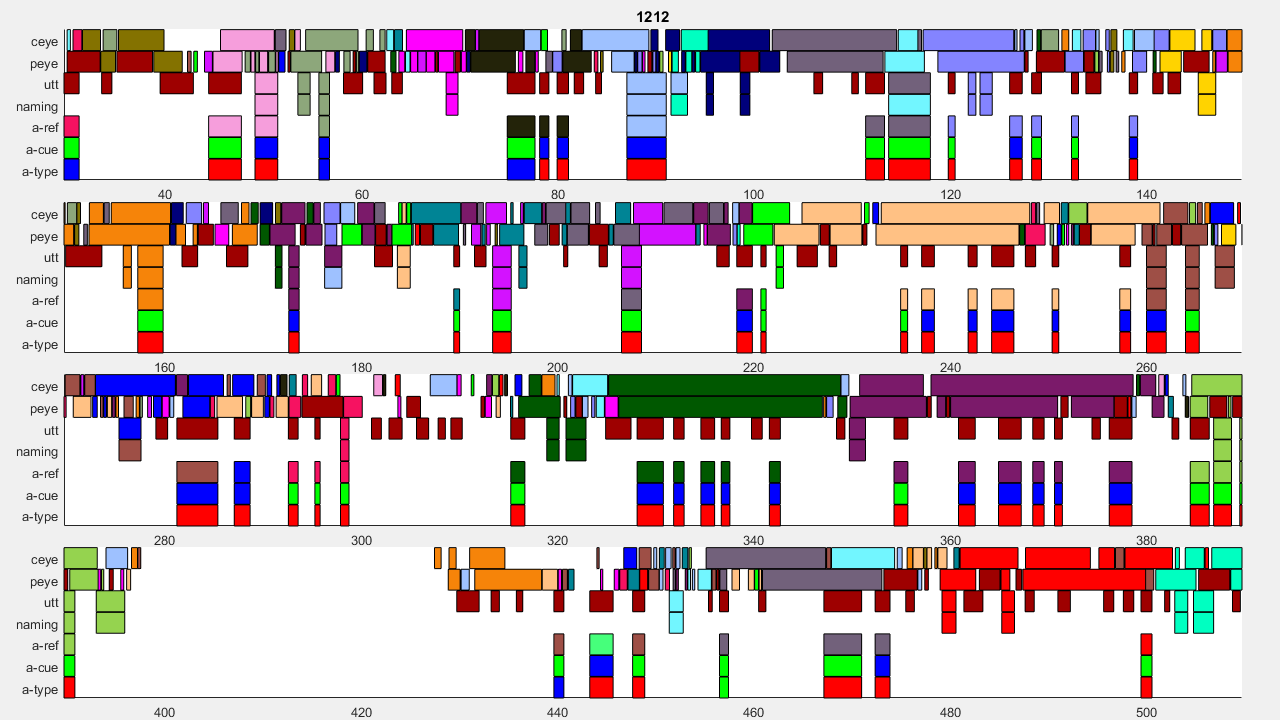 1212
ceye
peye
utt
naming
a-ref
a-cue
a-type
40 60 80 100 120 140
ceye
peye
utt
naming
a-ref
a-cue
a-type
160 180 200 220 240 260
ceye
peye
utt
naming
a-ref
a-cue
a-type
280 300 320 340 360 380
ceye
peye
utt
naming
a-ref
a-cue
a-type
400 420 440 460 480 500